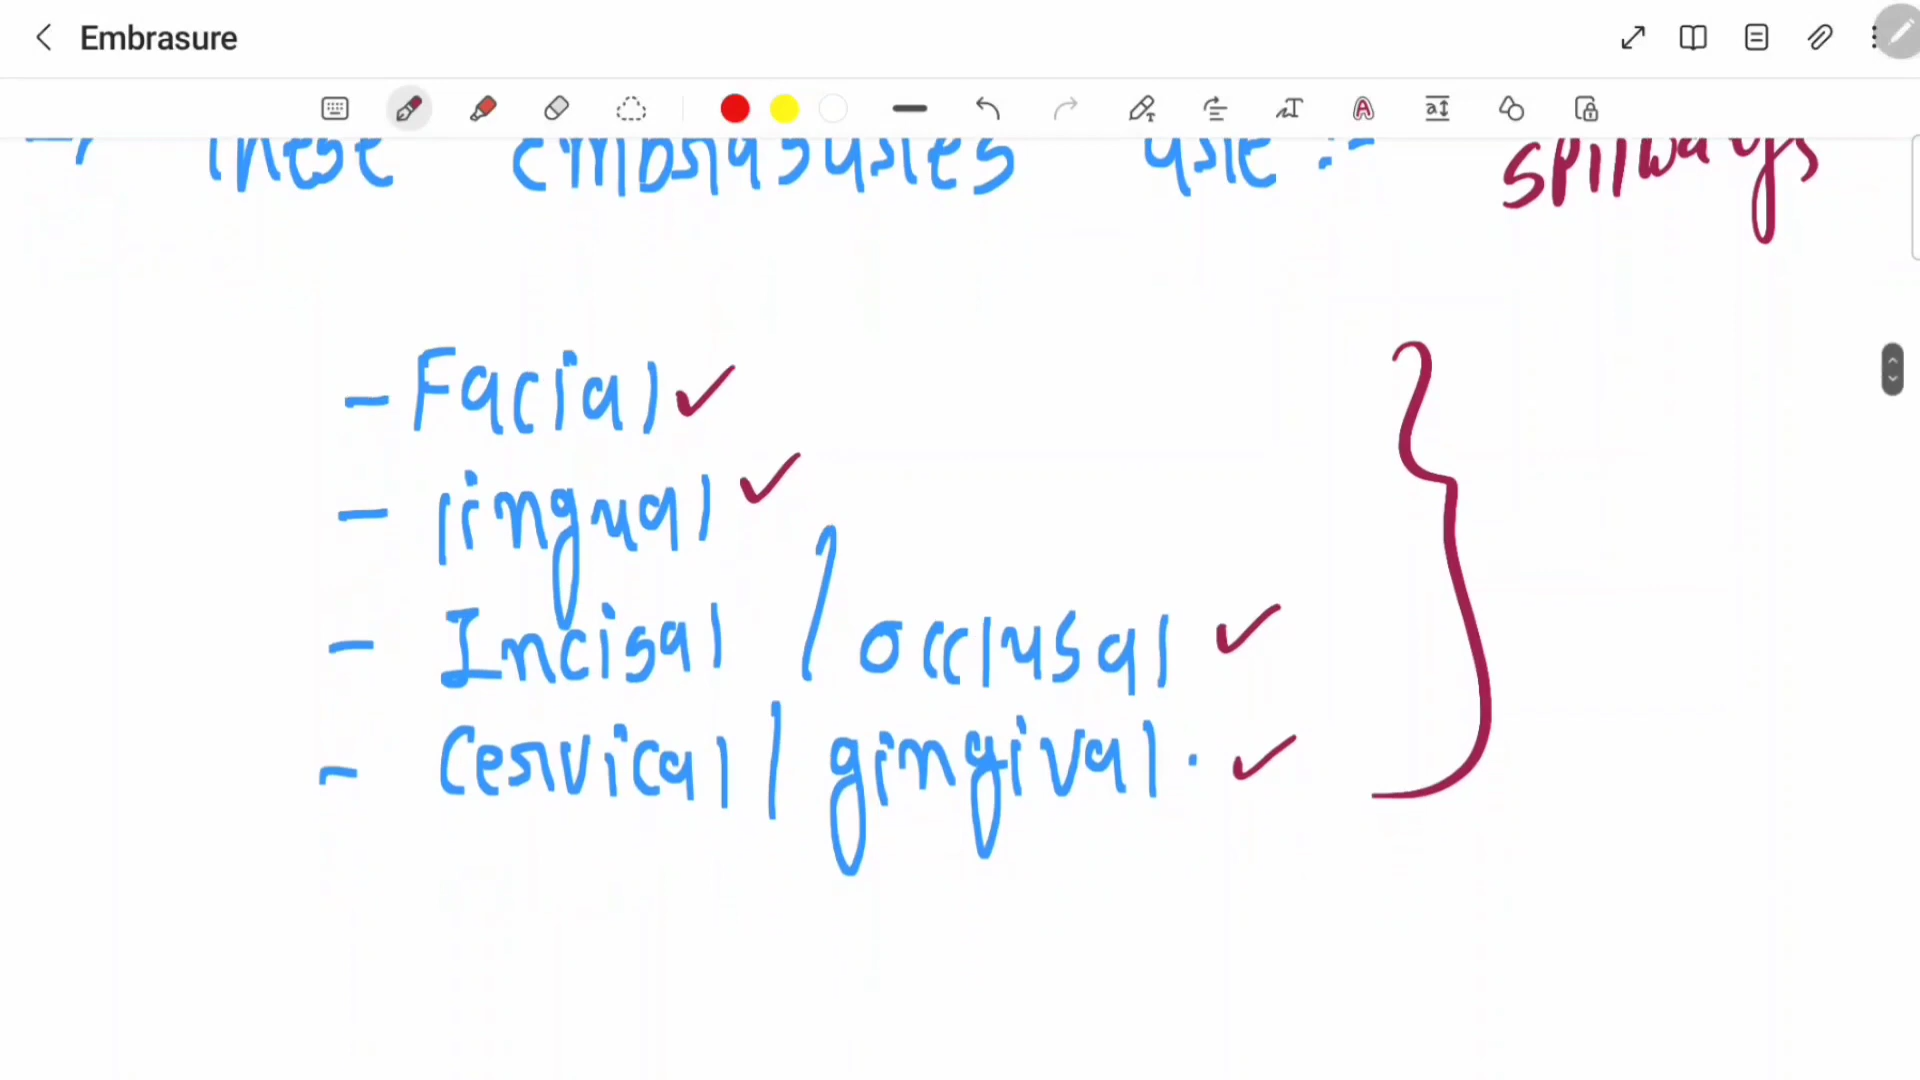 Embrasure
→ These embrasures are :- spillways
- Facial ✓
- lingual ✓
- Incisal / occlusal ✓
- Cervical / gingival. ✓